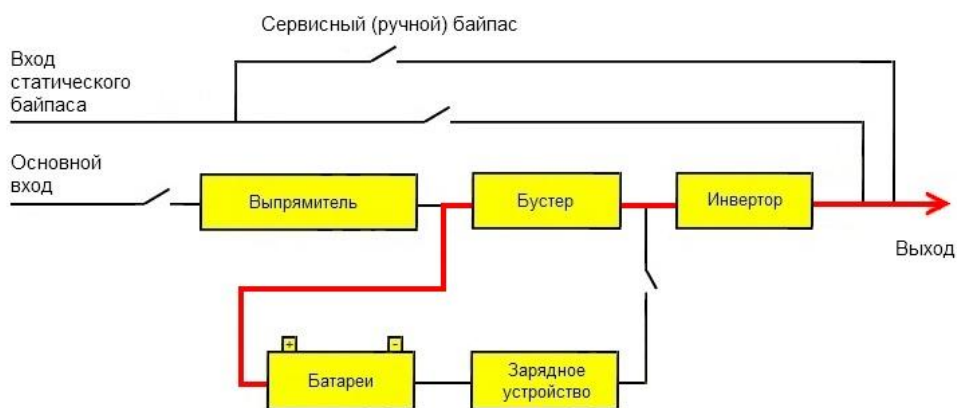 Сервисный (ручной) байпас
Вход
статического
байпаса
Основной
вход
Выпрямитель
Бустер
Инвертор
Выход
+
-
Батареи
Зарядное
устройство